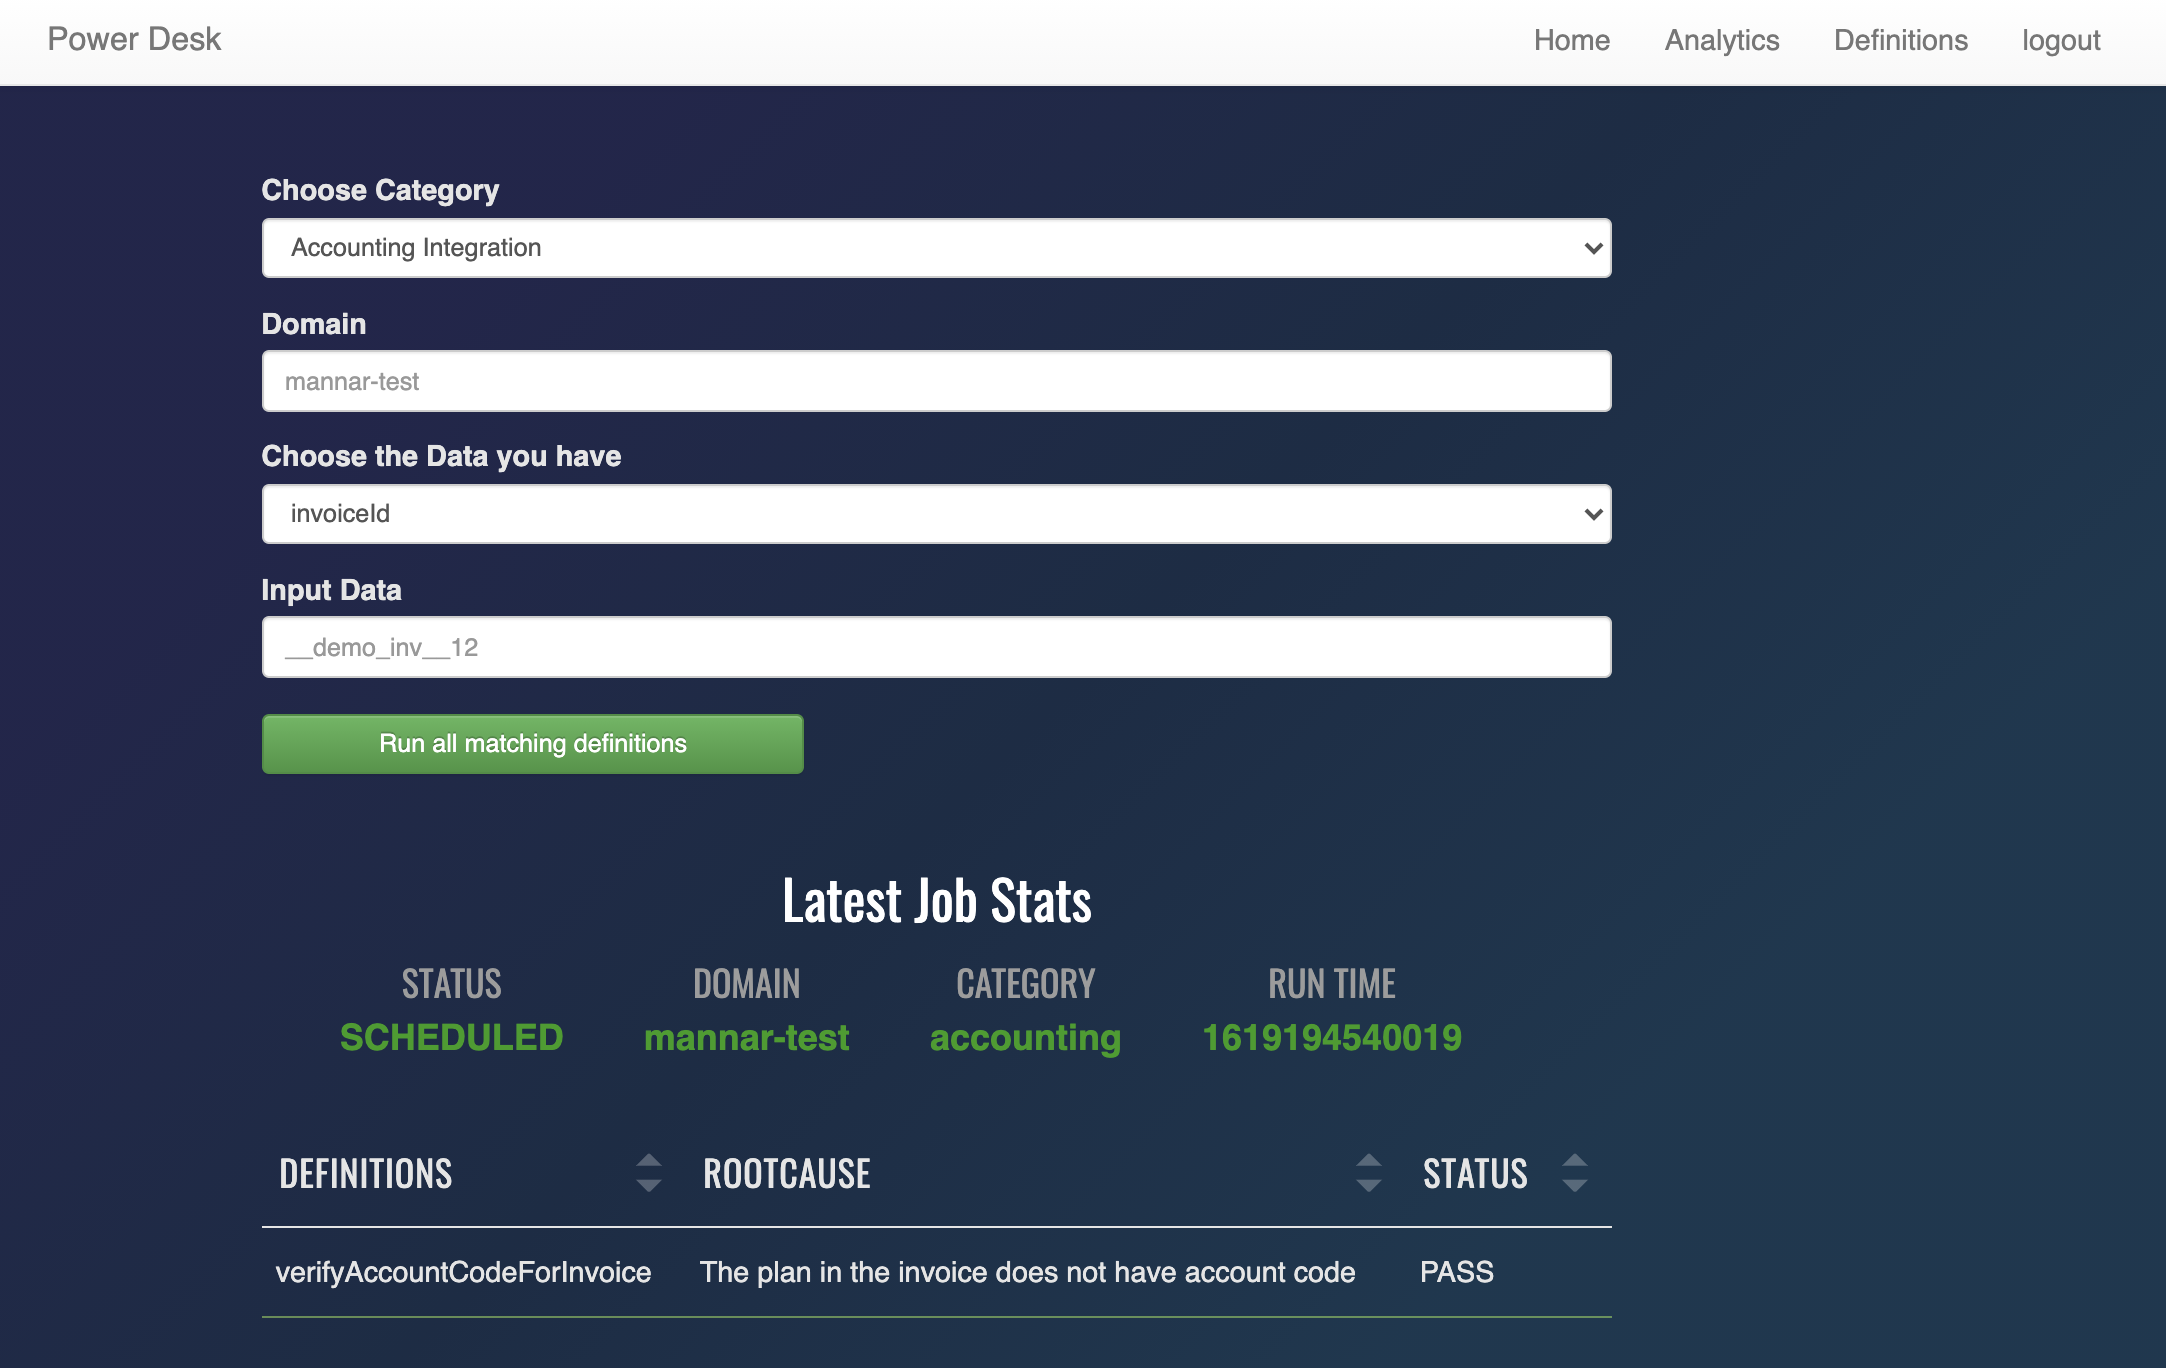 Power Desk Home Analytics Definitions logout
Choose Category
Accounting Integration
Domain
mannar-test
Choose the Data you have
invoiceId
Input Data
__demo_inv__12
Run all matching definitions
Latest Job Stats
STATUS DOMAIN CATEGORY RUN TIME
SCHEDULED mannar-test accounting 1619194540019
DEFINITIONS ROOTCAUSE STATUS
verifyAccountCodeForInvoice The plan in the invoice does not have account code PASS